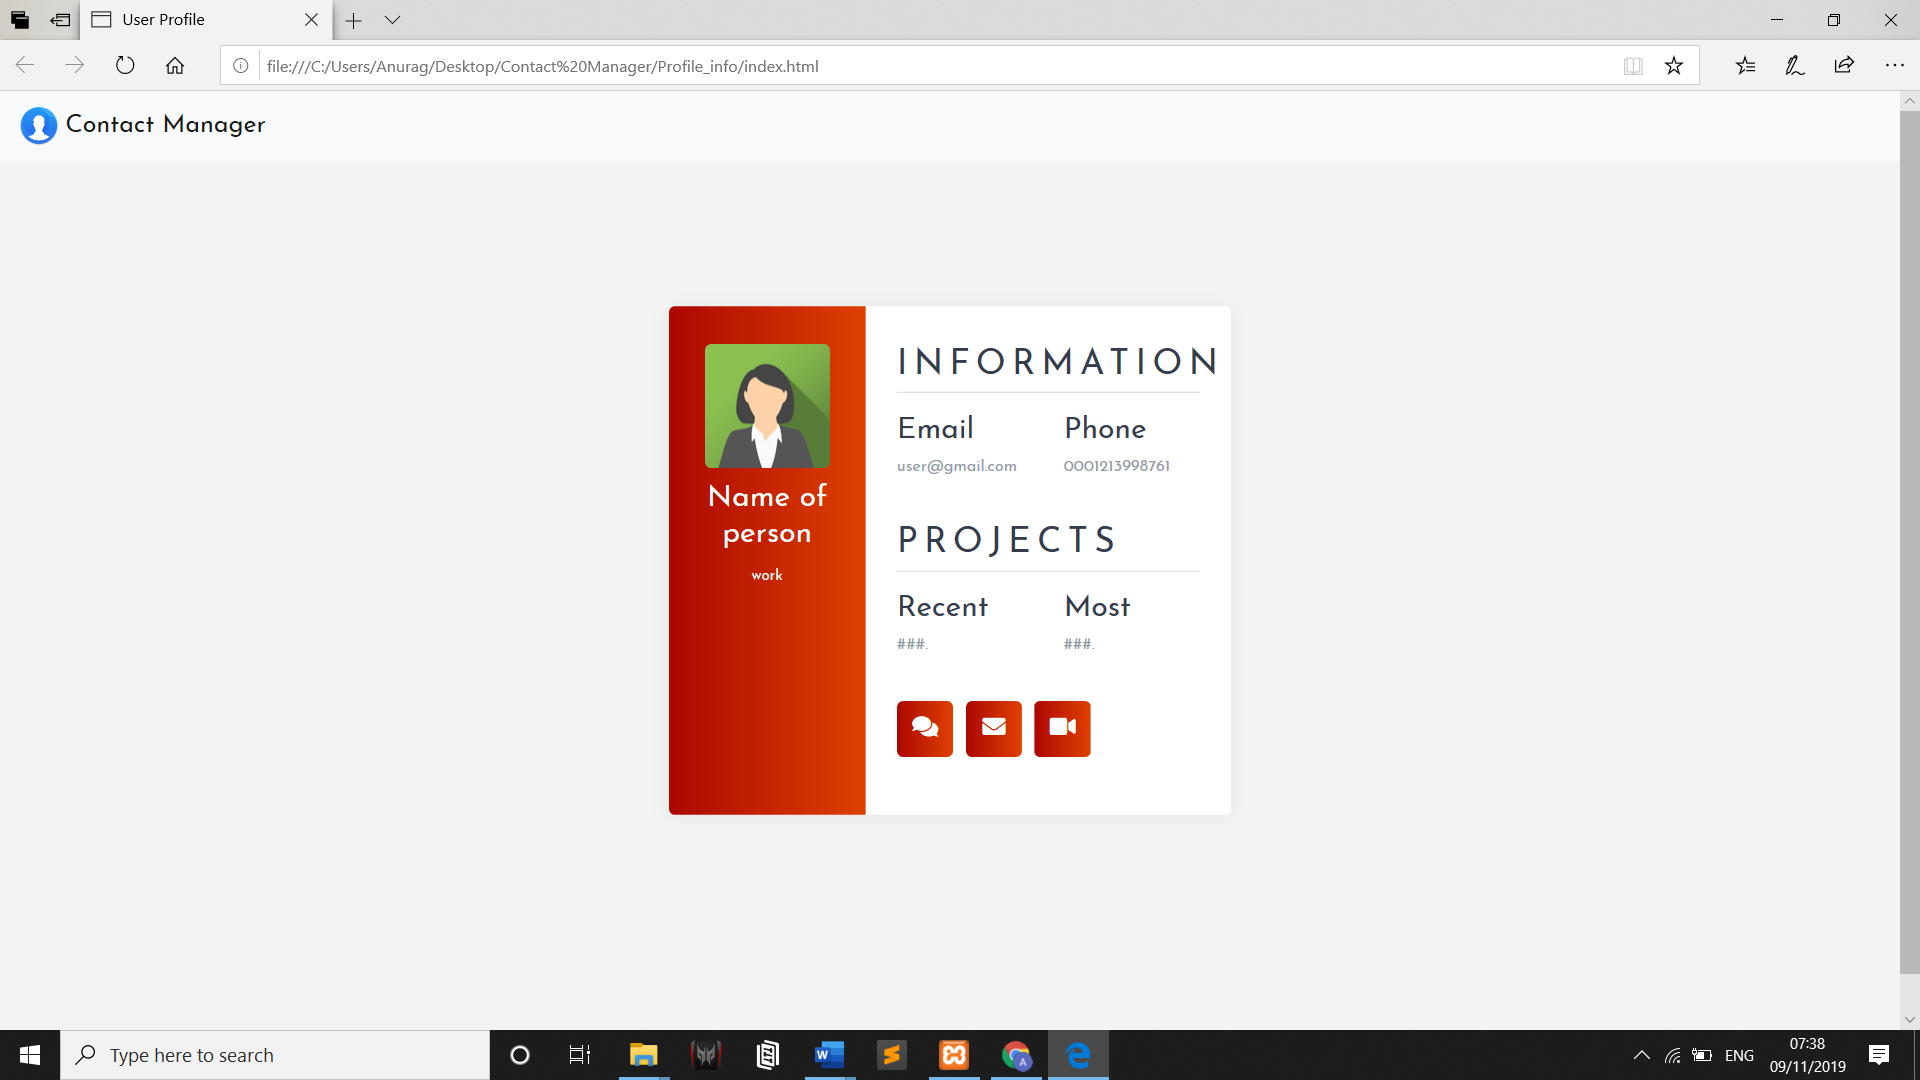 User Profile
file:///C:/Users/Anurag/Desktop/Contact%20Manager/Profile_info/index.html
Contact Manager
Name of
person
work
INFORMATION
Email Phone
user@gmail.com 0001213998761
PROJECTS
Recent Most
###. ###.
Type here to search
W
A
ENG
07:38
09/11/2019